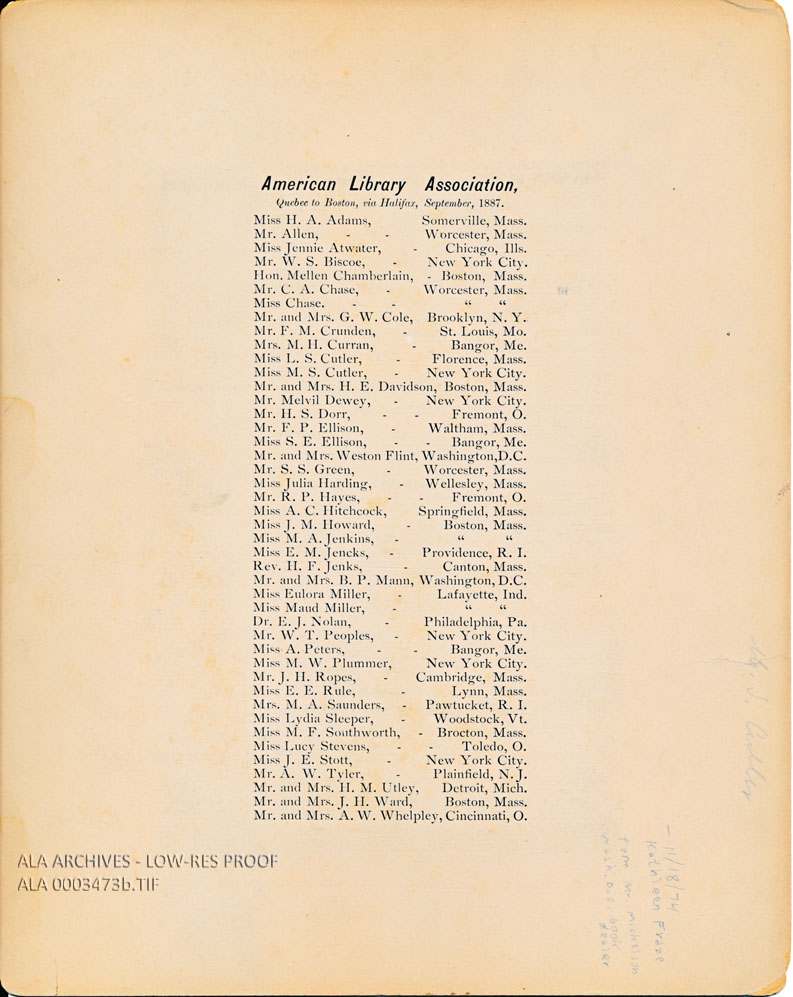 American Library Association,
Quebec to Boston, via Halifax, September, 1887.
Miss H. A. Adams, Somerville, Mass.
Mr. Allen, - - Worcester, Mass.
Miss Jennie Atwater, - Chicago, Ills.
Mr. W. S. Biscoe, - New York City.
Hon. Mellen Chamberlain, - Boston, Mass.
Mr. C. A. Chase, - Worcester, Mass.
Miss Chase. - - “ “
Mr. and Mrs. G. W. Cole, Brooklyn, N. Y.
Mr. F. M. Crunden, - St. Louis, Mo.
Mrs. M. H. Curran, - Bangor, Me.
Miss L. S. Cutler, - Florence, Mass.
Miss M. S. Cutler, - New York City.
Mr. and Mrs. H. E. Davidson, Boston, Mass.
Mr. Melvil Dewey, - New York City.
Mr. H. S. Dorr, - - Fremont, O.
Mr. F. P. Ellison, - Waltham, Mass.
Miss S. E. Ellison, - - Bangor, Me.
Mr. and Mrs. Weston Flint, Washington,D.C.
Mr. S. S. Green, - Worcester, Mass.
Miss Julia Harding, - Wellesley, Mass.
Mr. R. P. Hayes, - - Fremont, O.
Miss A. C. Hitchcock, Springfield, Mass.
Miss J. M. Howard, - Boston, Mass.
Miss M. A. Jenkins, - “ “
Miss E. M. Jencks, - Providence, R. I.
Rev. H. F. Jenks, - Canton, Mass.
Mr. and Mrs. B. P. Mann, Washington, D.C.
Miss Eulora Miller, - Lafayette, Ind.
Miss Maud Miller, - “ “
Dr. E. J. Nolan, - Philadelphia, Pa.
Mr. W. T. Peoples, - New York City.
Miss A. Peters, - - Bangor, Me.
Miss M. W. Plummer, New York City.
Mr. J. H. Ropes, - Cambridge, Mass.
Miss E. E. Rule, - Lynn, Mass.
Mrs. M. A. Saunders, - Pawtucket, R. I.
Miss Lydia Sleeper, - Woodstock, Vt.
Miss M. F. Southworth, - Brocton, Mass.
Miss Lucy Stevens, - - Toledo, O.
Miss J. E. Stott, - New York City.
Mr. A. W. Tyler, - Plainfield, N. J.
Mr. and Mrs. H. M. Utley, Detroit, Mich.
Mr. and Mrs. J. H. Ward, Boston, Mass.
Mr. and Mrs. A. W. Whelpley, Cincinnati, O.
ALA ARCHIVES - LOW-RES PROOF
ALA 0003473b.TIF
- 11/18/74
Kathleen
from Mr. Mickelson
Wash. D.C. book
dealer